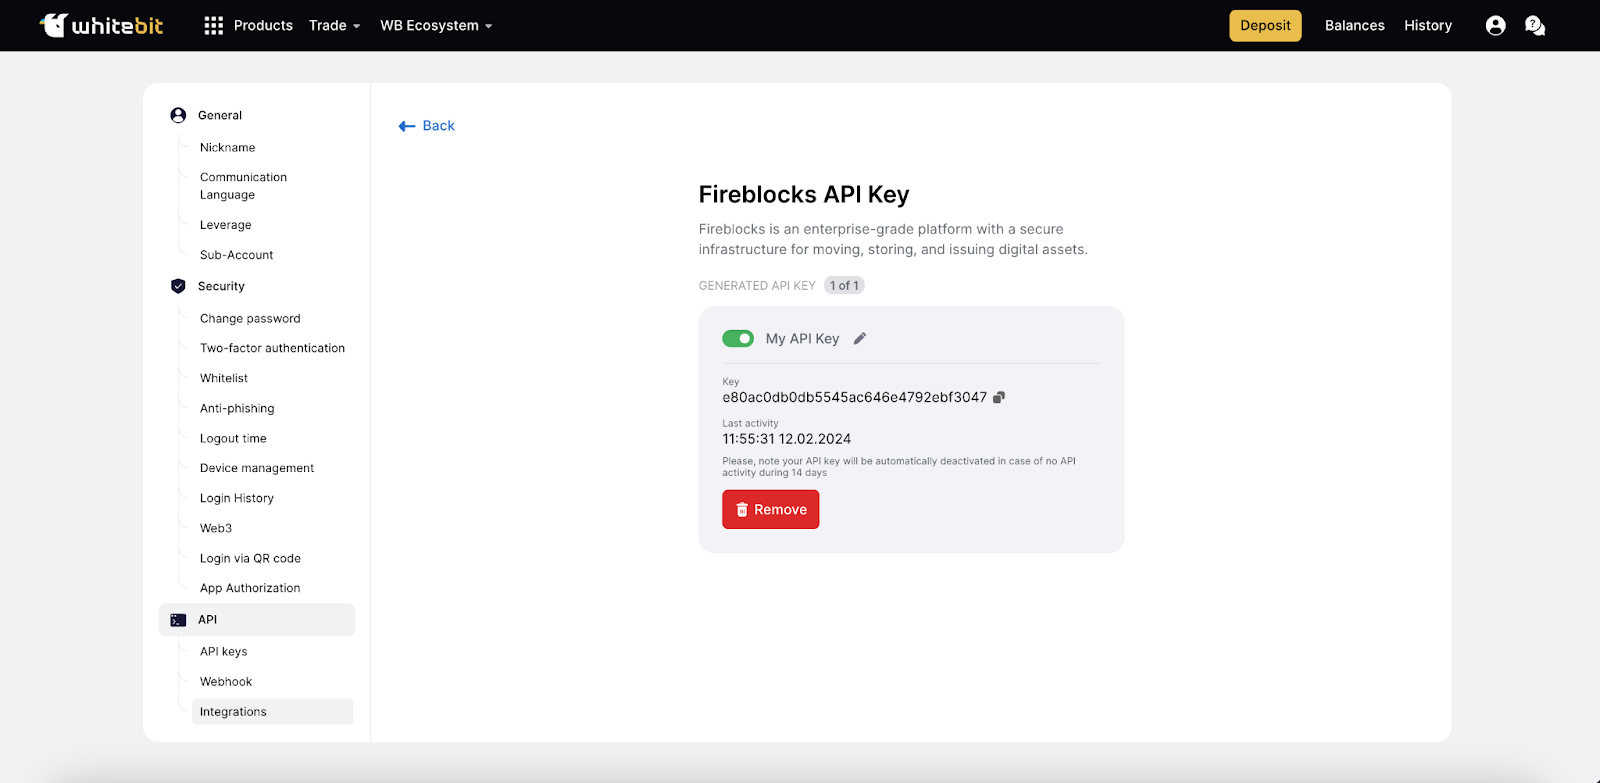 whitebit
Products
Trade
WB Ecosystem
Deposit
Balances
History
General
Nickname
Communication
Language
Leverage
Sub-Account
Security
Change password
Two-factor authentication
Whitelist
Anti-phishing
Logout time
Device management
Login History
Web3
Login via QR code
App Authorization
API
API keys
Webhook
Integrations
Back
Fireblocks API Key
Fireblocks is an enterprise-grade platform with a secure
infrastructure for moving, storing, and issuing digital assets.
GENERATED API KEY 1 of 1
My API Key
Key
e80ac0db0db5545ac646e4792ebf3047
Last activity
11:55:31 12.02.2024
Please, note your API key will be automatically deactivated in case of no API
activity during 14 days
Remove